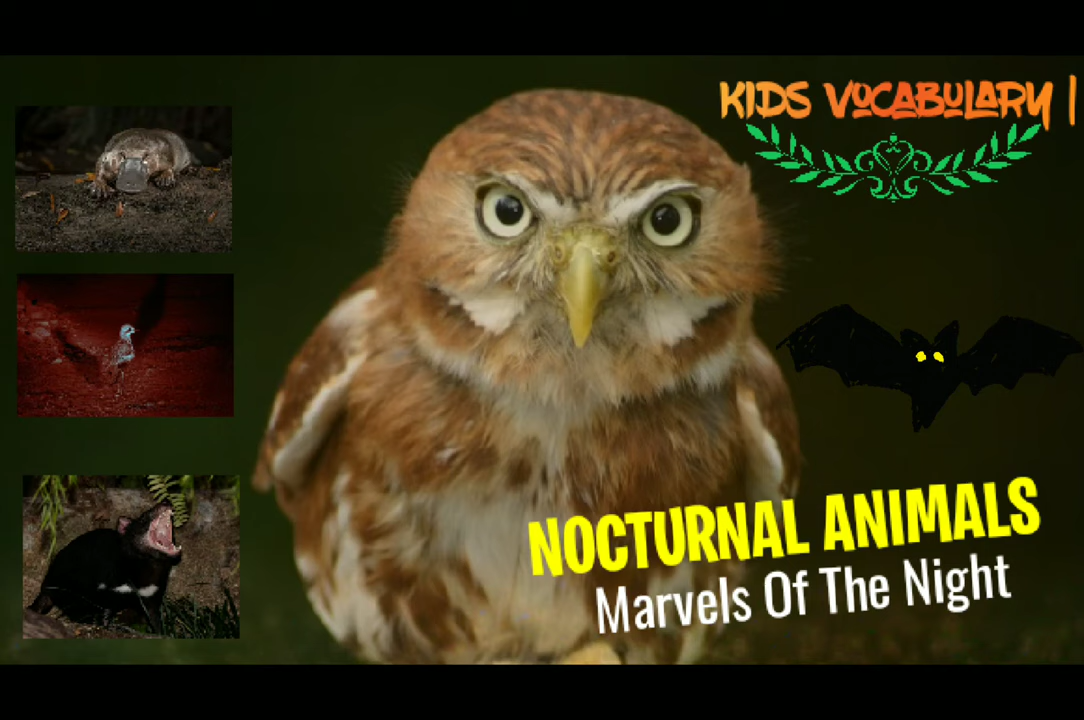 KIDS VOCABULARY |
NOCTURNAL ANIMALS
Marvels Of The Night